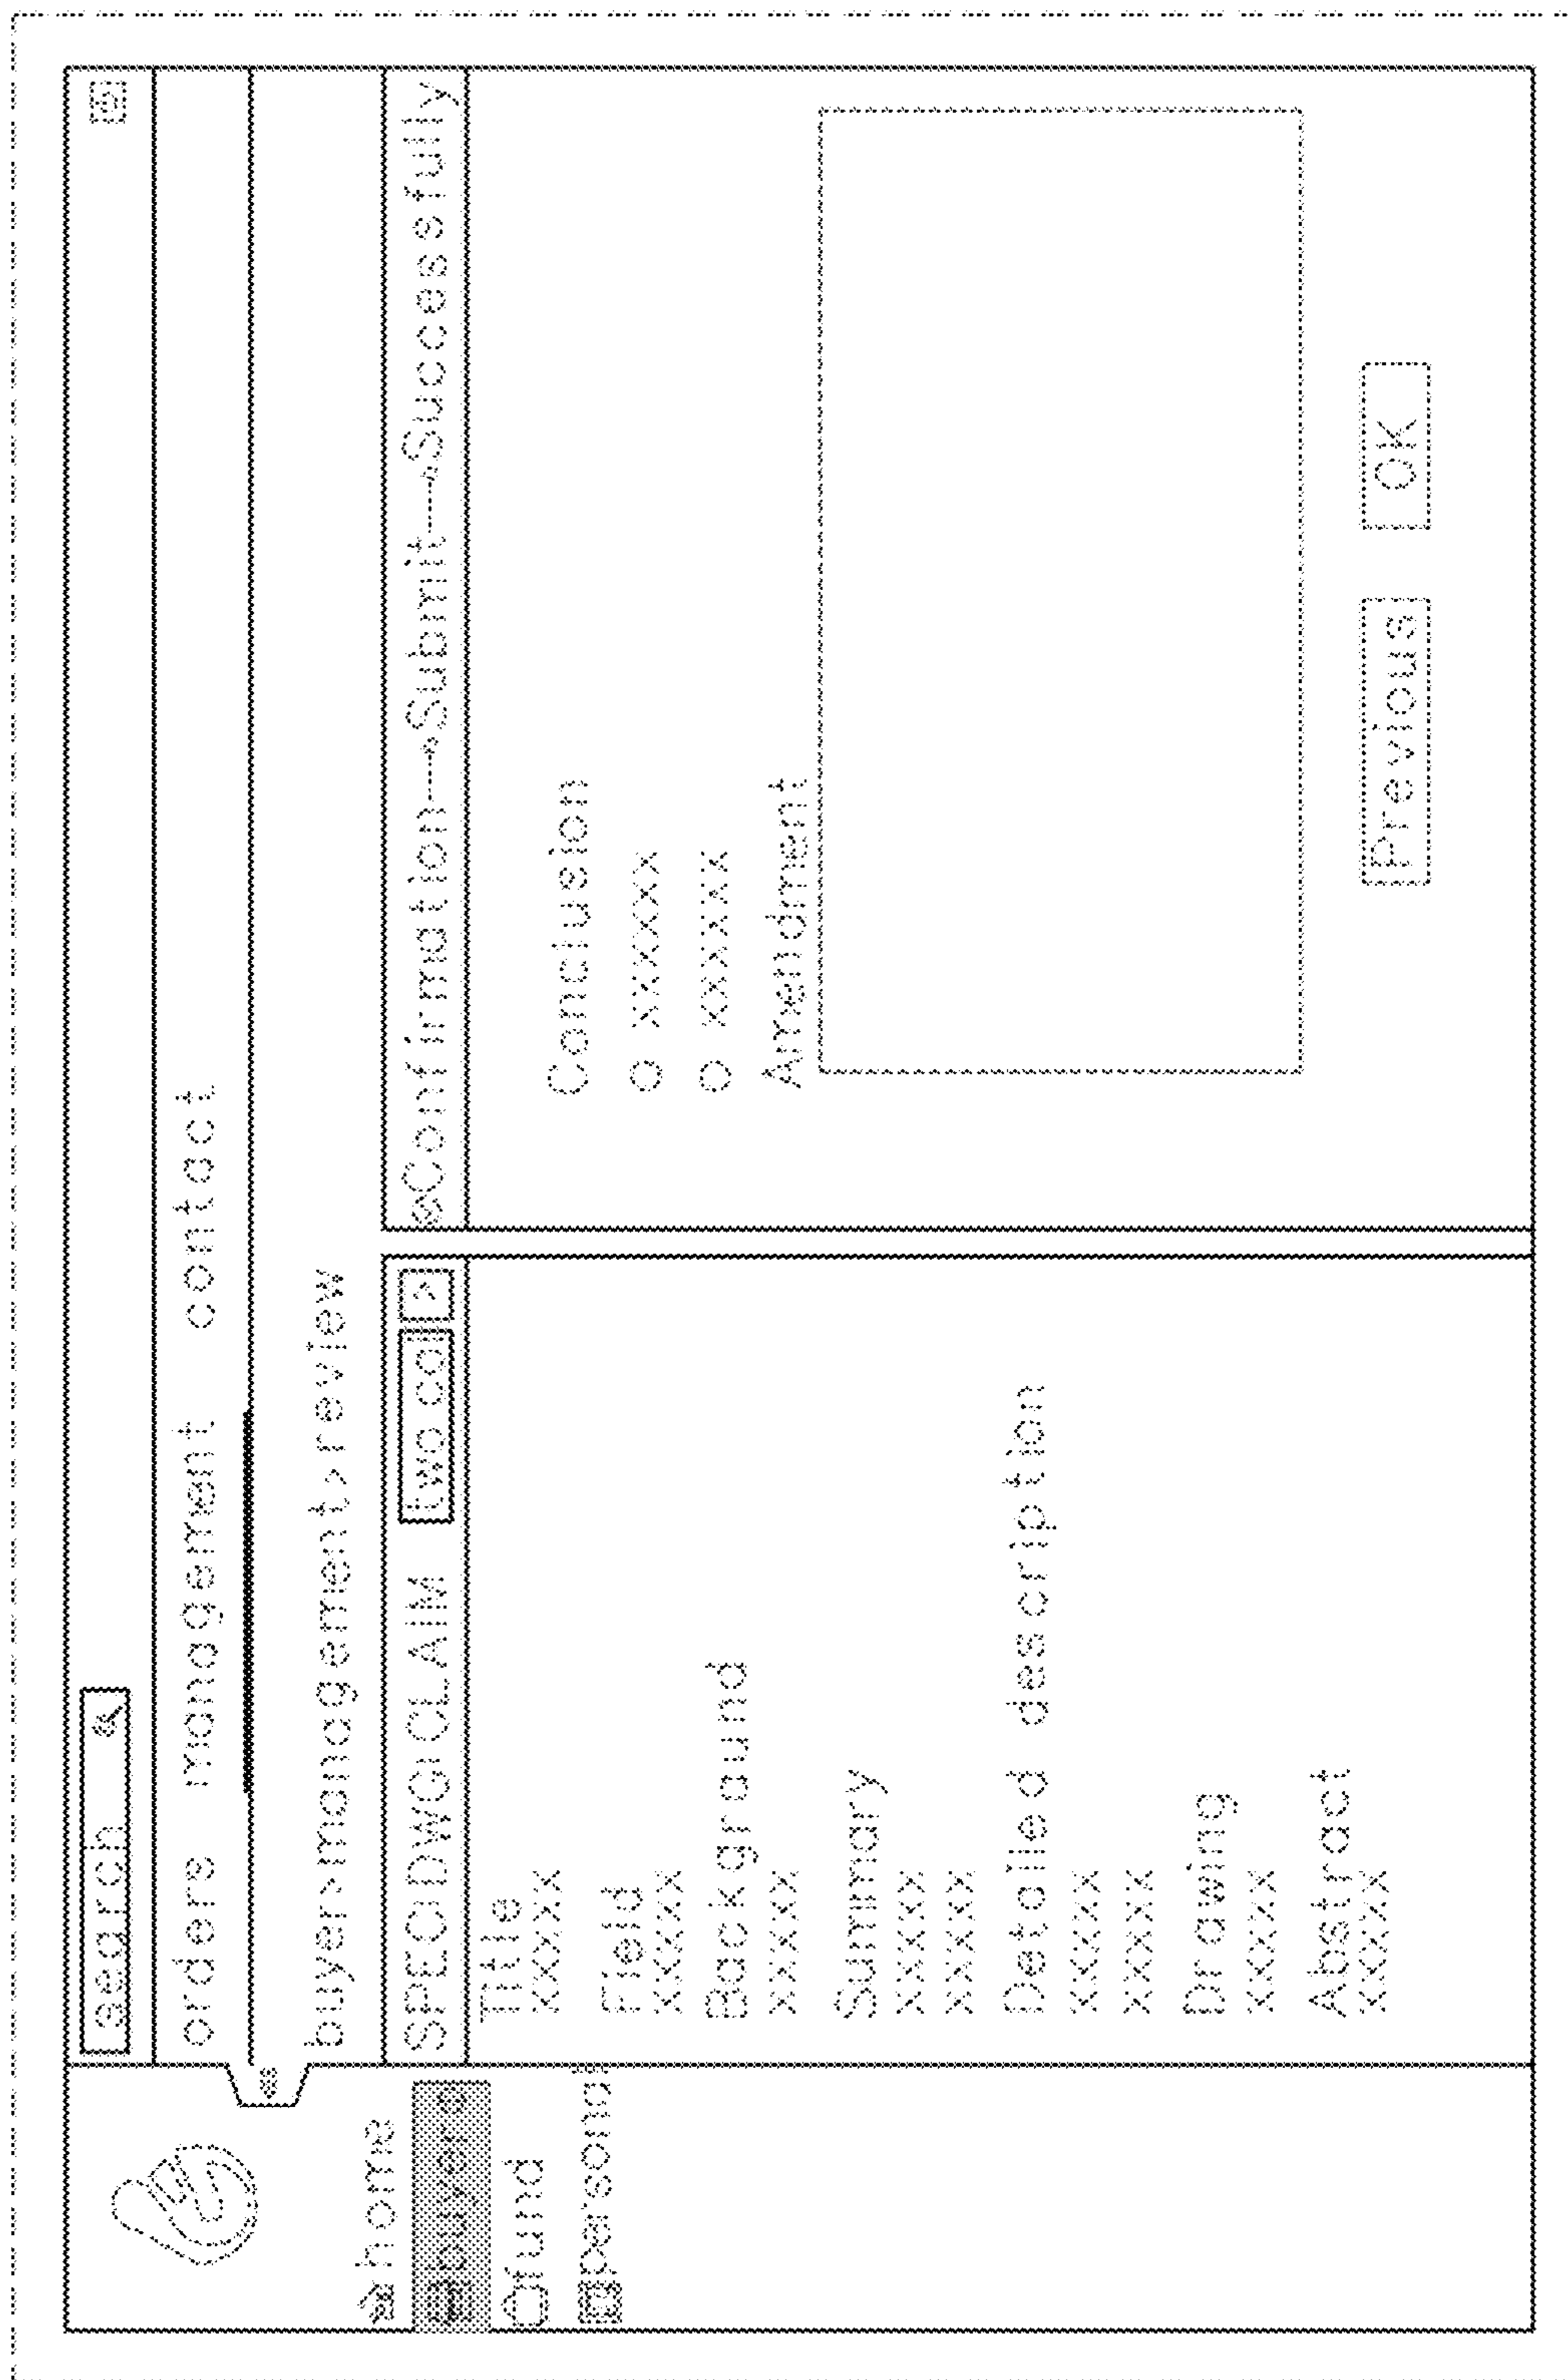 search
orders management contact
buyer>management>review
home
buyers
fund
personal
SPEC|DWG|CLAIM two col
Title
xxxxx
Field
xxxxx
Background
xxxxx
Summary
xxxxx
xxxxx
Detailed description
xxxxx
xxxxx
Drawing
xxxxx
Abstract
xxxxx
Confirmation Submit Successfully
Conclusion
xxxxxx
xxxxxx
Amendment
Previous OK